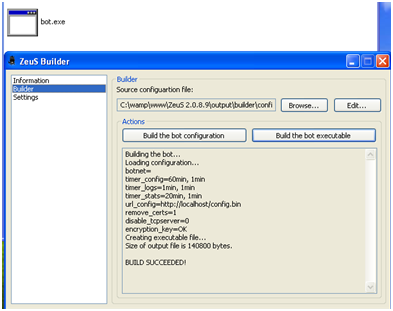 bot.exe
ZeuS Builder
Information
Builder
Settings
Builder
Source configuartion file:
C:\wamp\www\ZeuS 2.0.8.9\output\builder\confi
Browse...
Edit...
Actions
Build the bot configuration
Build the bot executable
Building the bot...
Loading configuration...
botnet=
timer_config=60min, 1min
timer_logs=1min, 1min
timer_stats=20min, 1min
url_config=http://localhost/config.bin
remove_certs=1
disable_tcpserver=0
encryption_key=OK
Creating executable file...
Size of output file is 140800 bytes.
BUILD SUCCEEDED!